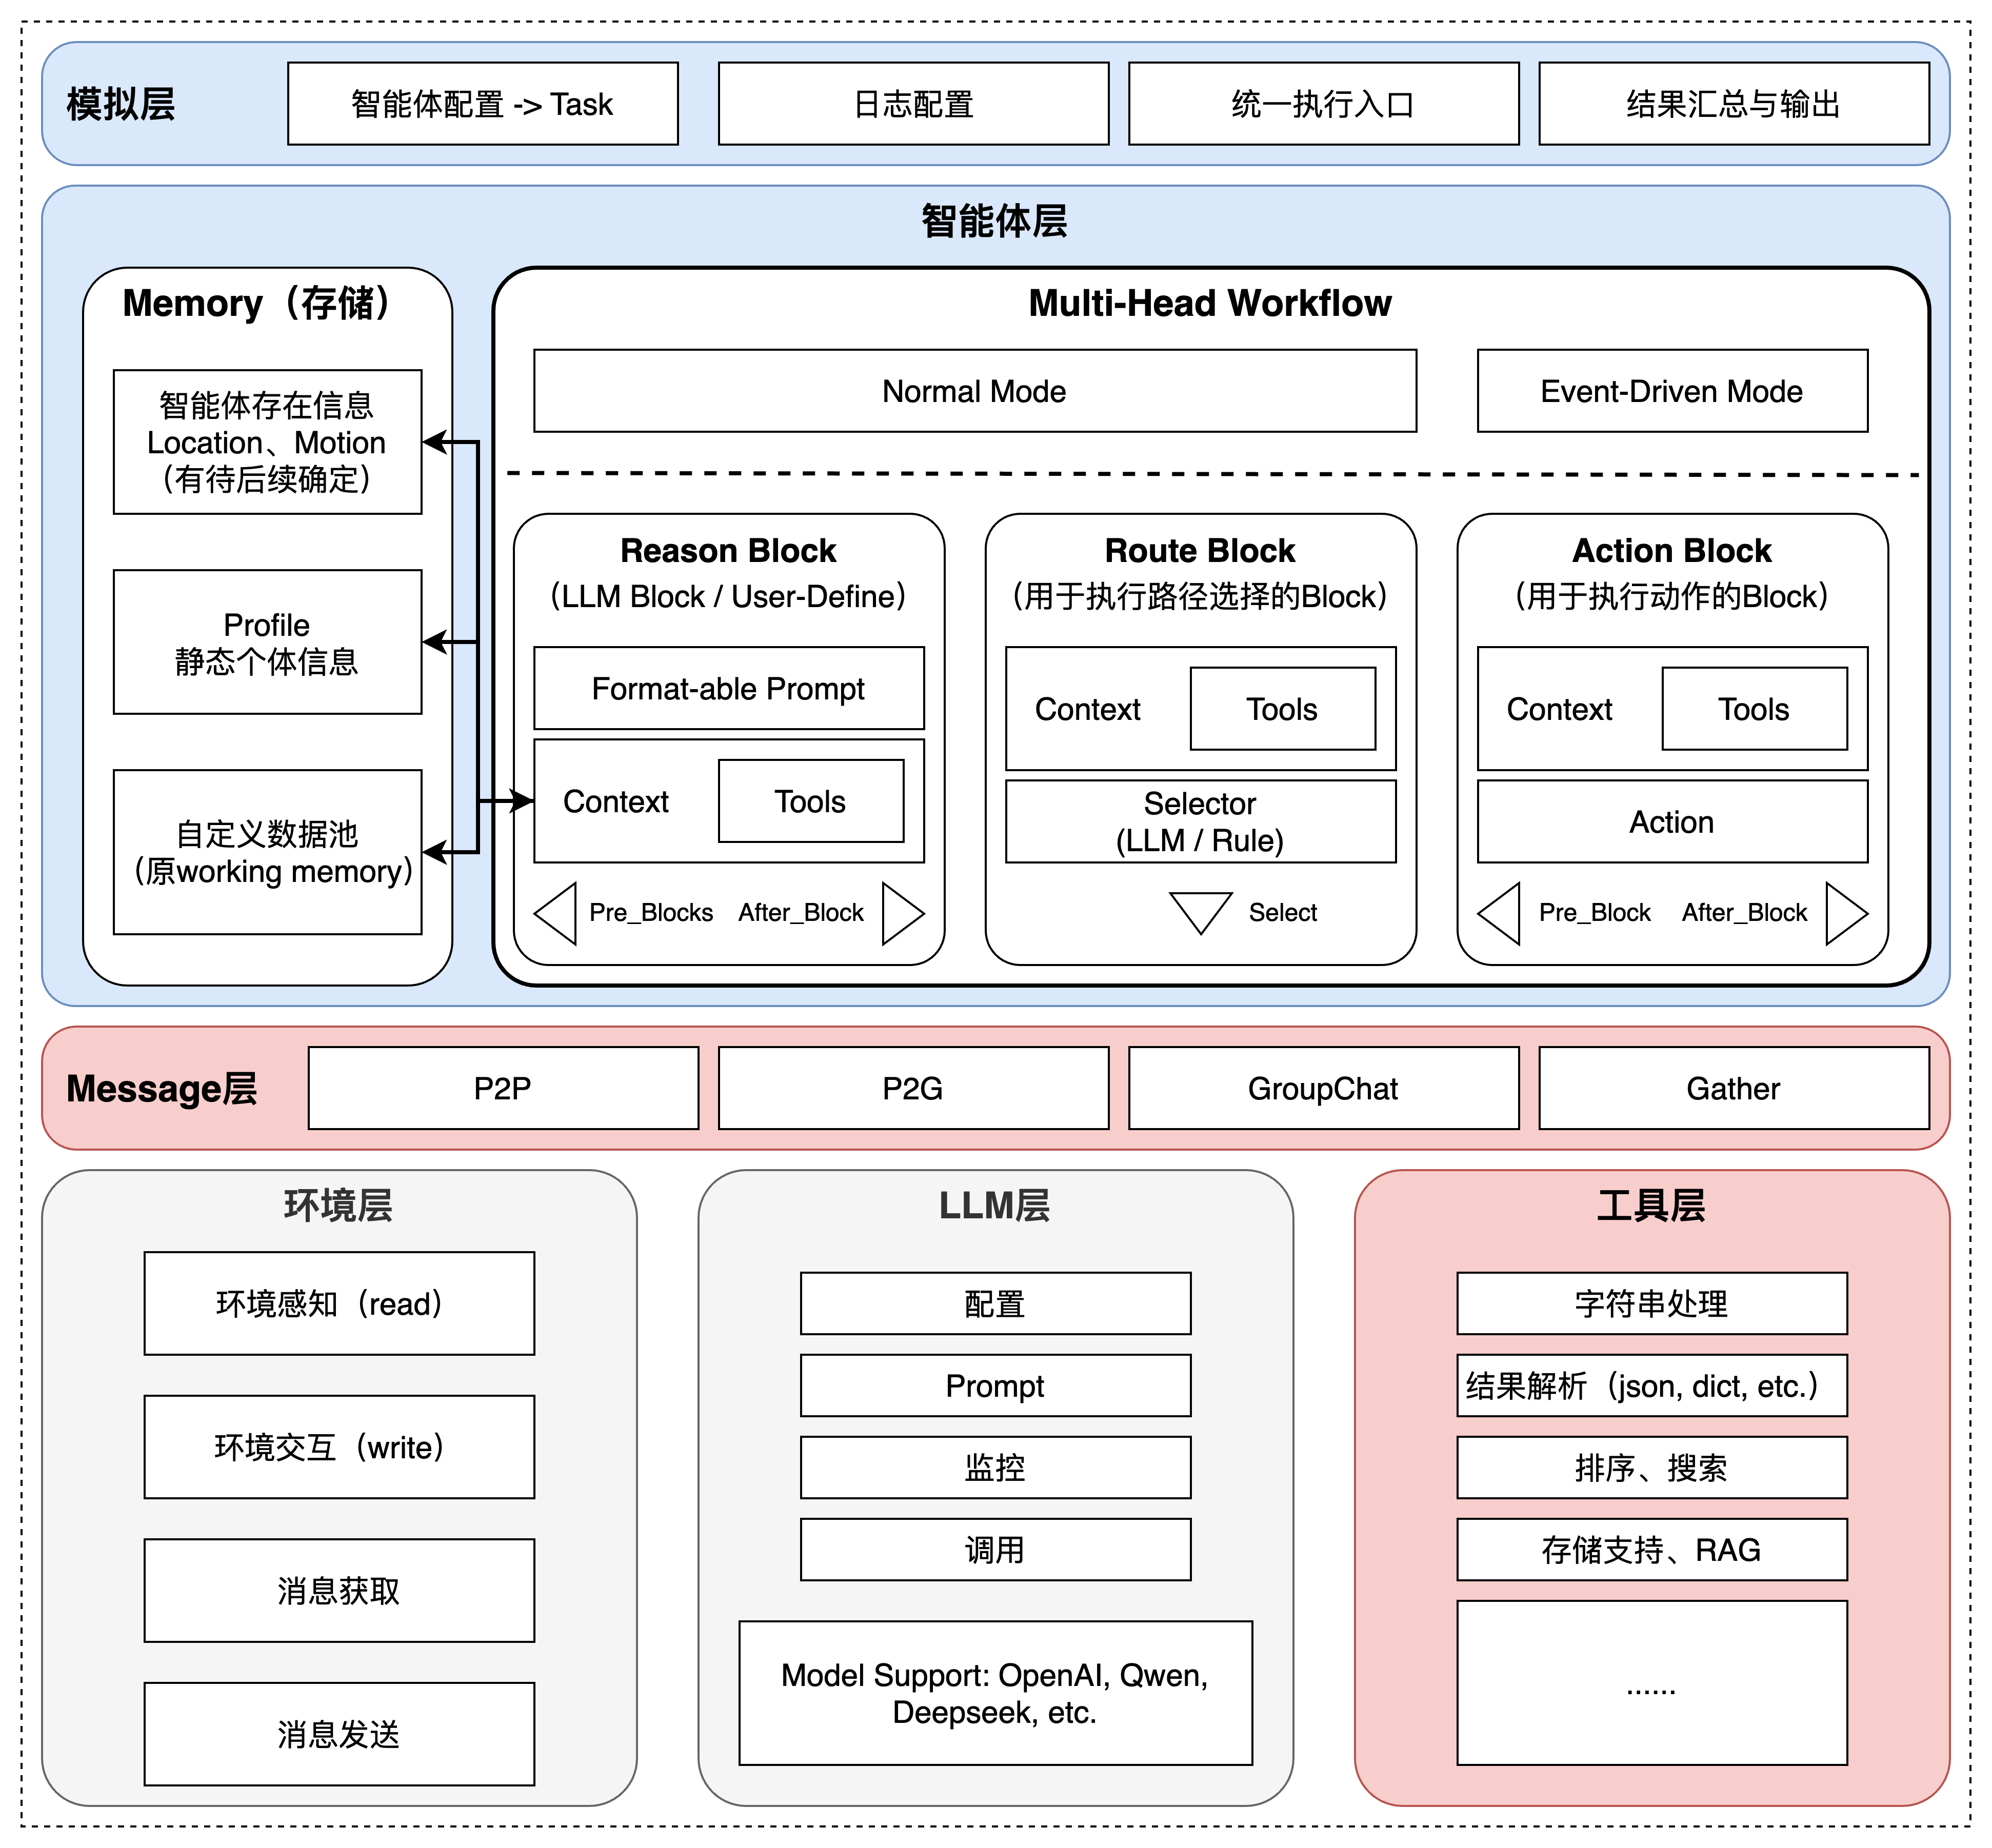 模拟层
智能体配置 -> Task
日志配置
统一执行入口
结果汇总与输出
智能体层
Memory（存储）
智能体存在信息
Location、Motion
（有待后续确定）
Profile
静态个体信息
自定义数据池
（原working memory）
Multi-Head Workflow
Normal Mode
Event-Driven Mode
Reason Block
（LLM Block / User-Define）
Format-able Prompt
Context
Tools
Pre_Blocks
After_Block
Route Block
（用于执行路径选择的Block）
Context
Tools
Selector
(LLM / Rule)
Select
Action Block
（用于执行动作的Block）
Context
Tools
Action
Pre_Block
After_Block
Message层
P2P
P2G
GroupChat
Gather
环境层
环境感知（read）
环境交互（write）
消息获取
消息发送
LLM层
配置
Prompt
监控
调用
Model Support: OpenAI, Qwen,
Deepseek, etc.
工具层
字符串处理
结果解析（json, dict, etc.）
排序、搜索
存储支持、RAG
......